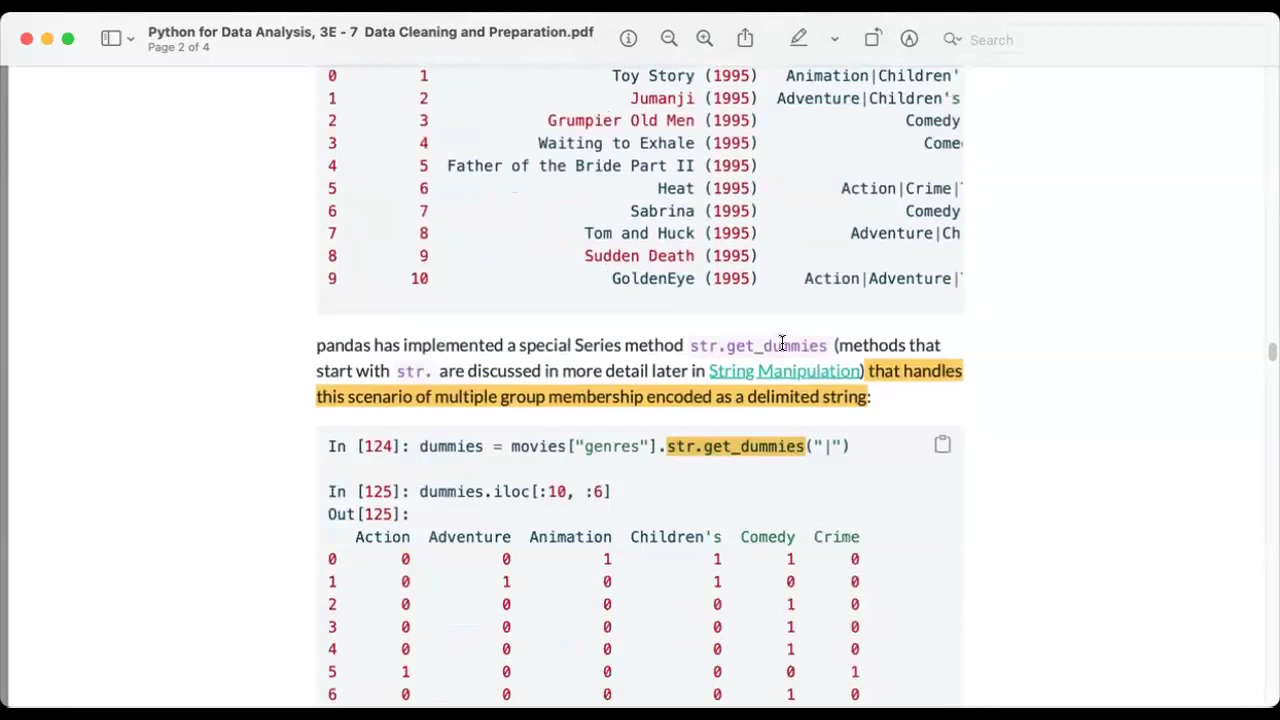 Python for Data Analysis, 3E - 7 Data Cleaning and Preparation.pdf
Page 2 of 4
Search
0 1 Toy Story (1995) Animation|Children'
1 2 Jumanji (1995) Adventure|Children's
2 3 Grumpier Old Men (1995) Comedy
3 4 Waiting to Exhale (1995) Come
4 5 Father of the Bride Part II (1995)
5 6 Heat (1995) Action|Crime|
6 7 Sabrina (1995) Comedy
7 8 Tom and Huck (1995) Adventure|Ch
8 9 Sudden Death (1995)
9 10 GoldenEye (1995) Action|Adventure|
pandas has implemented a special Series method str.get_dummies (methods that
start with str. are discussed in more detail later in String Manipulation) that handles
this scenario of multiple group membership encoded as a delimited string:
In [124]: dummies = movies["genres"].str.get_dummies("|")
In [125]: dummies.iloc[:10, :6]
Out[125]:
Action Adventure Animation Children's Comedy Crime
0 0 0 1 1 1 0
1 0 1 0 1 0 0
2 0 0 0 0 1 0
3 0 0 0 0 1 0
4 0 0 0 0 1 0
5 1 0 0 0 0 1
6 0 0 0 0 1 0